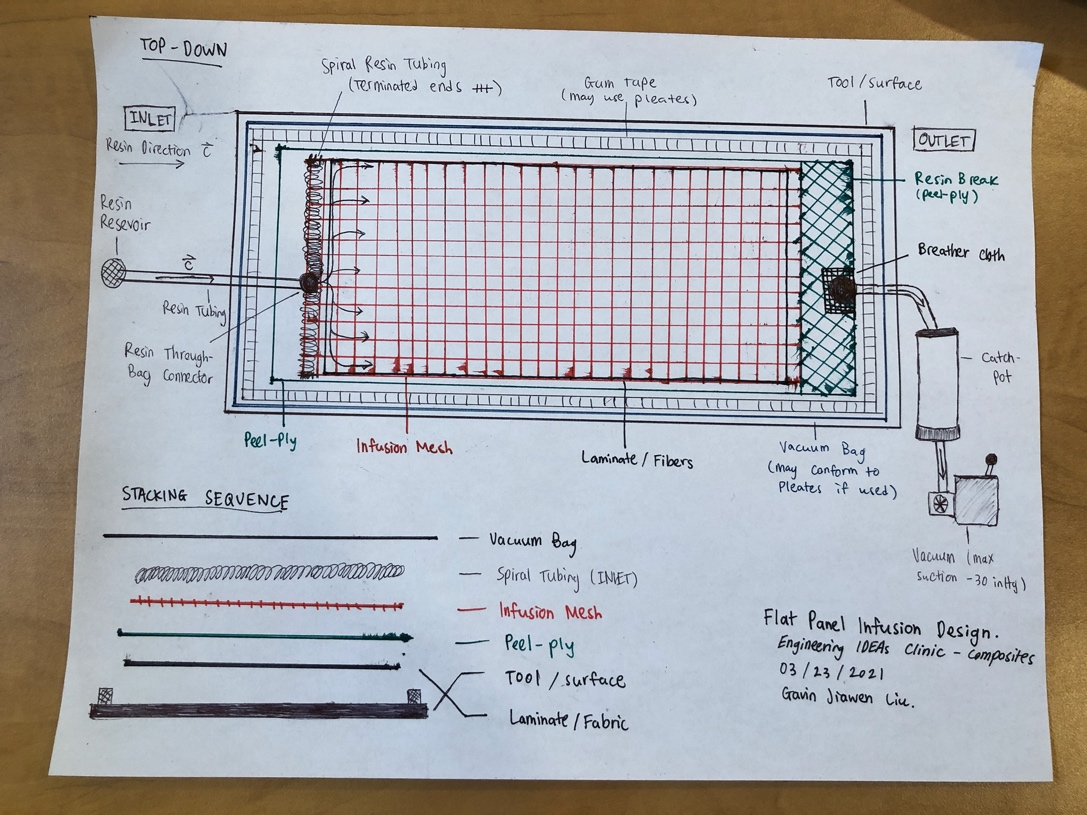 TOP-DOWN
Spiral Resin Tubing
(Terminated ends +++)
Gum tape
(may use pleates)
Tool/surface
INLET
Resin Direction c
OUTLET
Resin
Resevoir
c
Resin Tubing
Resin Through-
Bag Connector
Resin Break
(peel-ply)
Breather cloth
Catch-
pot
Peel-Ply
Infusion Mesh
Laminate/Fibers
Vacuum Bag
(may conform to
Pleates if used)
Vacuum (max
suction -30 inHg)
STACKING SEQUENCE
Vacuum Bag
Spiral Tubing (INLET)
Infusion Mesh
Peel-ply
Tool/surface
Laminate/Fabric
Flat Panel Infusion Design.
Engineering IDEAs Clinic - Composites
03/23/2021
Gavin Jiawen Liu.